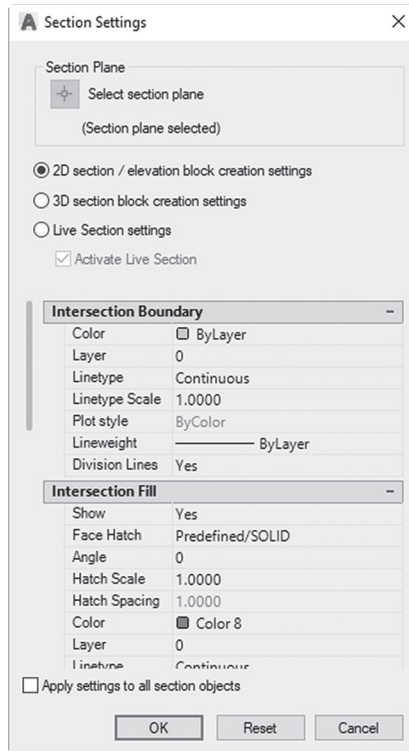 Section Settings
Section Plane
Select section plane
(Section plane selected)
2D section / elevation block creation settings
3D section block creation settings
Live Section settings
Activate Live Section
Intersection Boundary
Color ByLayer
Layer 0
Linetype Continuous
Linetype Scale 1.0000
Plot style ByColor
Lineweight ByLayer
Division Lines Yes
Intersection Fill
Show Yes
Face Hatch Predefined/SOLID
Angle 0
Hatch Scale 1.0000
Hatch Spacing 1.0000
Color Color 8
Layer 0
Linetype Continuous
Apply settings to all section objects
OK Reset Cancel